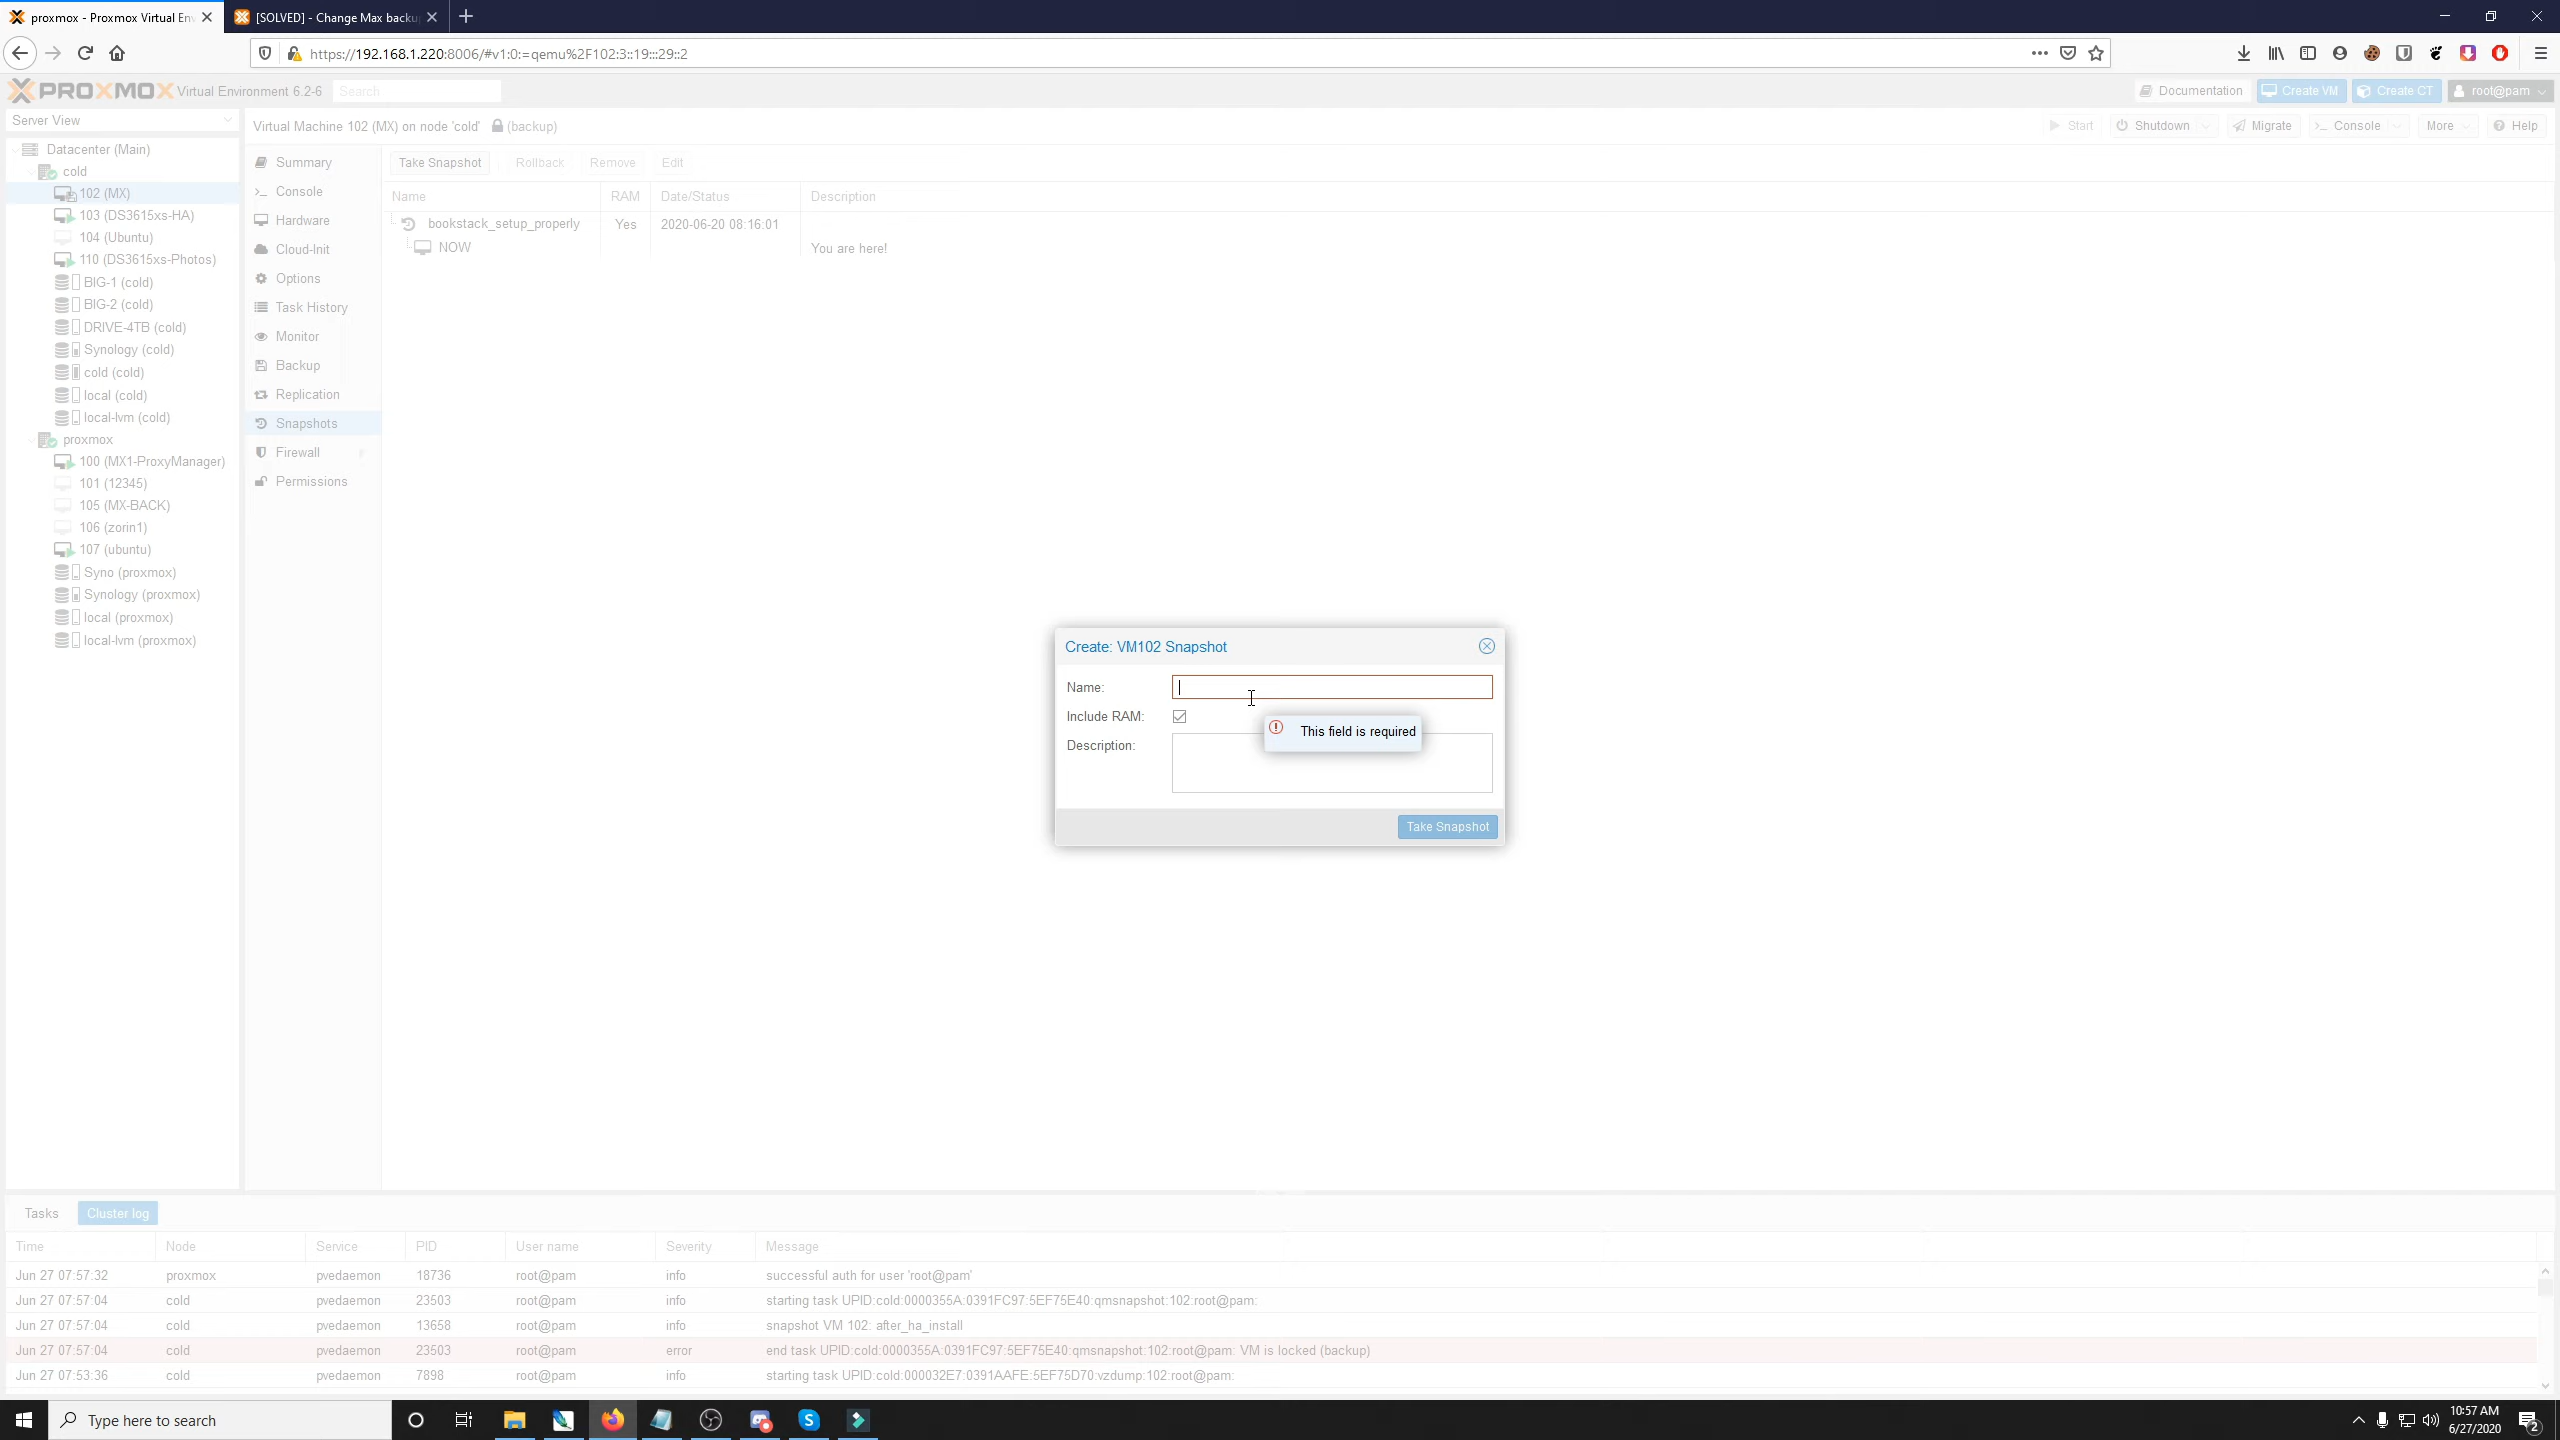 proxmox - Proxmox Virtual En
[SOLVED] - Change Max backu
https://192.168.1.220:8006/#v1:0:=qemu%2F102:3::19:::29::2
PROXMOX Virtual Environment 6.2-6 Search
Documentation Create VM Create CT root@pam
Server View
Virtual Machine 102 (MX) on node 'cold' (backup)
Start Shutdown Migrate Console More Help
Datacenter (Main)
cold
102 (MX)
103 (DS3615xs-HA)
104 (Ubuntu)
110 (DS3615xs-Photos)
BIG-1 (cold)
BIG-2 (cold)
DRIVE-4TB (cold)
Synology (cold)
cold (cold)
local (cold)
local-lvm (cold)
proxmox
100 (MX1-ProxyManager)
101 (12345)
105 (MX-BACK)
106 (zorin1)
107 (ubuntu)
Syno (proxmox)
Synology (proxmox)
local (proxmox)
local-lvm (proxmox)
Summary
Console
Hardware
Cloud-Init
Options
Task History
Monitor
Backup
Replication
Snapshots
Firewall
Permissions
Take Snapshot Rollback Remove Edit
Name RAM Date/Status Description
bookstack_setup_properly Yes 2020-06-20 08:16:01
NOW You are here!
Create: VM102 Snapshot
Name:
Include RAM:
This field is required
Description:
Take Snapshot
Tasks Cluster log
Time Node Service PID User name Severity Message
Jun 27 07:57:32 proxmox pvedaemon 18736 root@pam info successful auth for user 'root@pam'
Jun 27 07:57:04 cold pvedaemon 23503 root@pam info starting task UPID:cold:0000355A:0391FC97:5EF75E40:qmsnapshot:102:root@pam:
Jun 27 07:57:04 cold pvedaemon 13658 root@pam info snapshot VM 102: after_ha_install
Jun 27 07:57:04 cold pvedaemon 23503 root@pam error end task UPID:cold:0000355A:0391FC97:5EF75E40:qmsnapshot:102:root@pam: VM is locked (backup)
Jun 27 07:53:36 cold pvedaemon 7898 root@pam info starting task UPID:cold:000032E7:0391AAFE:5EF75D70:vzdump:102:root@pam:
Type here to search
10:57 AM
6/27/2020
2